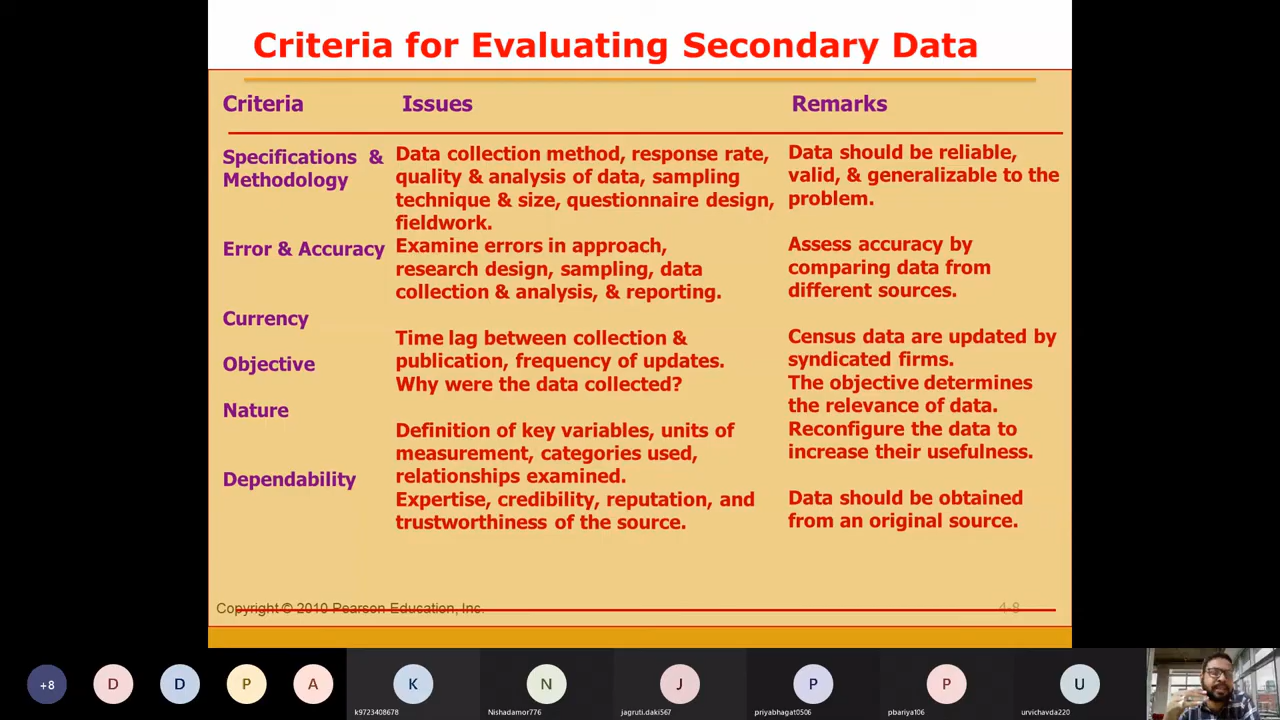 Criteria for Evaluating Secondary Data
Criteria Issues Remarks
Specifications &
Methodology
Data collection method, response rate,
quality & analysis of data, sampling
technique & size, questionnaire design,
fieldwork.
Data should be reliable,
valid, & generalizable to the
problem.
Error & Accuracy
Examine errors in approach,
research design, sampling, data
collection & analysis, & reporting.
Assess accuracy by
comparing data from
different sources.
Currency
Time lag between collection &
publication, frequency of updates.
Census data are updated by
syndicated firms.
Objective
Why were the data collected?
The objective determines
the relevance of data.
Nature
Definition of key variables, units of
measurement, categories used,
relationships examined.
Reconfigure the data to
increase their usefulness.
Dependability
Expertise, credibility, reputation, and
trustworthiness of the source.
Data should be obtained
from an original source.
Copyright © 2010 Pearson Education, Inc. 4-8
+8 D D P A K N J P P U
k9723408678 Nishadamor776 jagruti.daki567 priyabhagat0506 pbariya106 urvichavda220